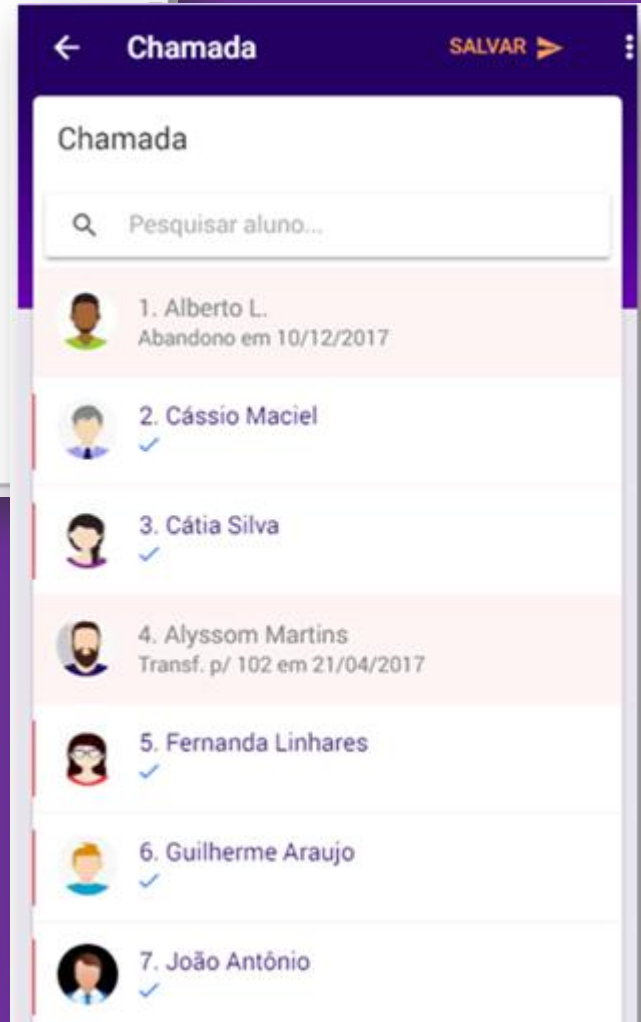 Chamada
SALVAR
Chamada
Pesquisar aluno...
1. Alberto L.
Abandono em 10/12/2017
2. Cássio Maciel
3. Cátia Silva
4. Alyssom Martins
Transf. p/ 102 em 21/04/2017
5. Fernanda Linhares
6. Guilherme Araujo
7. João Antônio